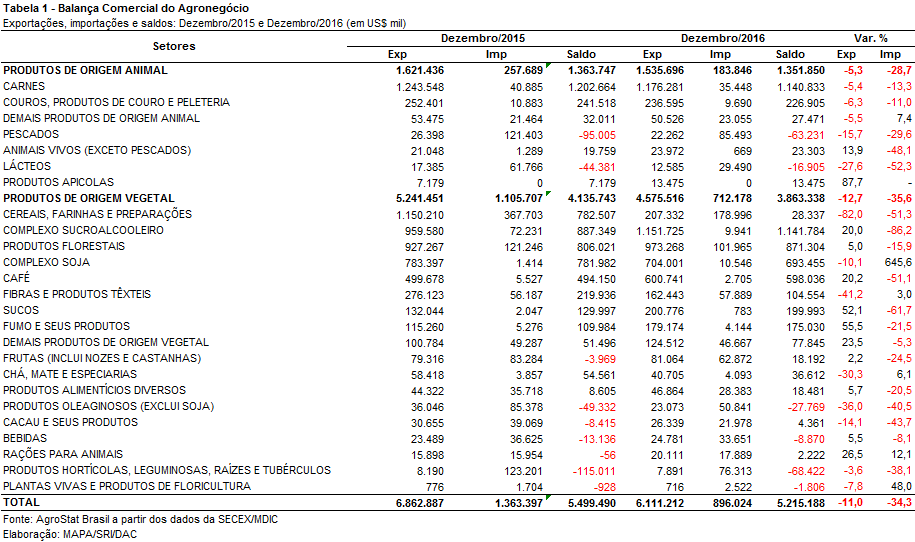 Tabela 1 - Balança Comercial do Agronegócio
Exportações, importações e saldos: Dezembro/2015 e Dezembro/2016 (em US$ mil)
Setores Dezembro/2015 Dezembro/2016 Var. %
Exp Imp Saldo Exp Imp Saldo Exp Imp
PRODUTOS DE ORIGEM ANIMAL 1.621.436 257.689 1.363.747 1.535.696 183.846 1.351.850 -5,3 -28,7
CARNES 1.243.548 40.885 1.202.664 1.176.281 35.448 1.140.833 -5,4 -13,3
COUROS, PRODUTOS DE COURO E PELETERIA 252.401 10.883 241.518 236.595 9.690 226.905 -6,3 -11,0
DEMAIS PRODUTOS DE ORIGEM ANIMAL 53.475 21.464 32.011 50.526 23.055 27.471 -5,5 7,4
PESCADOS 26.398 121.403 -95.005 22.262 85.493 -63.231 -15,7 -29,6
ANIMAIS VIVOS (EXCETO PESCADOS) 21.048 1.289 19.759 23.972 669 23.303 13,9 -48,1
LÁCTEOS 17.385 61.766 -44.381 12.585 29.490 -16.905 -27,6 -52,3
PRODUTOS APICOLAS 7.179 0 7.179 13.475 0 13.475 87,7 -
PRODUTOS DE ORIGEM VEGETAL 5.241.451 1.105.707 4.135.743 4.575.516 712.178 3.863.338 -12,7 -35,6
CEREAIS, FARINHAS E PREPARAÇÕES 1.150.210 367.703 782.507 207.332 178.996 28.337 -82,0 -51,3
COMPLEXO SUCROALCOOLEIRO 959.580 72.231 887.349 1.151.725 9.941 1.141.784 20,0 -86,2
PRODUTOS FLORESTAIS 927.267 121.246 806.021 973.268 101.965 871.304 5,0 -15,9
COMPLEXO SOJA 783.397 1.414 781.982 704.001 10.546 693.455 -10,1 645,6
CAFÉ 499.678 5.527 494.150 600.741 2.705 598.036 20,2 -51,1
FIBRAS E PRODUTOS TÊXTEIS 276.123 56.187 219.936 162.443 57.889 104.554 -41,2 3,0
SUCOS 132.044 2.047 129.997 200.776 783 199.993 52,1 -61,7
FUMO E SEUS PRODUTOS 115.260 5.276 109.984 179.174 4.144 175.030 55,5 -21,5
DEMAIS PRODUTOS DE ORIGEM VEGETAL 100.784 49.287 51.496 124.512 46.667 77.845 23,5 -5,3
FRUTAS (INCLUI NOZES E CASTANHAS) 79.316 83.284 -3.969 81.064 62.872 18.192 2,2 -24,5
CHÁ, MATE E ESPECIARIAS 58.418 3.857 54.561 40.705 4.093 36.612 -30,3 6,1
PRODUTOS ALIMENTÍCIOS DIVERSOS 44.322 35.718 8.605 46.864 28.383 18.481 5,7 -20,5
PRODUTOS OLEAGINOSOS (EXCLUI SOJA) 36.046 85.378 -49.332 23.073 50.841 -27.769 -36,0 -40,5
CACAU E SEUS PRODUTOS 30.655 39.069 -8.415 26.339 21.978 4.361 -14,1 -43,7
BEBIDAS 23.489 36.625 -13.136 24.781 33.651 -8.870 5,5 -8,1
RAÇÕES PARA ANIMAIS 15.898 15.954 -56 20.111 17.889 2.222 26,5 12,1
PRODUTOS HORTÍCOLAS, LEGUMINOSAS, RAÍZES E TUBÉRCULOS 8.190 123.201 -115.011 7.891 76.313 -68.422 -3,6 -38,1
PLANTAS VIVAS E PRODUTOS DE FLORICULTURA 776 1.704 -928 716 2.522 -1.806 -7,8 48,0
TOTAL 6.862.887 1.363.397 5.499.490 6.111.212 896.024 5.215.188 -11,0 -34,3
Fonte: AgroStat Brasil a partir dos dados da SECEX/MDIC
Elaboração: MAPA/SRI/DAC